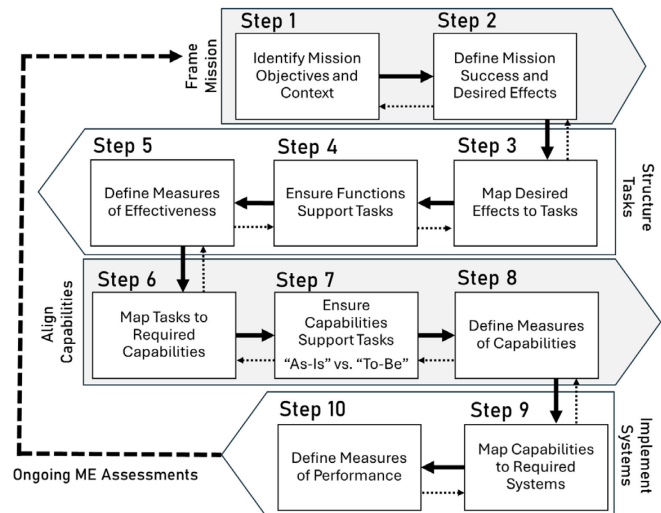 Frame
Mission
Step 1
Identify Mission
Objectives and
Context
Step 2
Define Mission
Success and
Desired Effects
Structure
Tasks
Step 3
Map Desired
Effects to Tasks
Step 4
Ensure Functions
Support Tasks
Step 5
Define Measures
of Effectiveness
Align
Capabilities
Step 6
Map Tasks to
Required
Capabilities
Step 7
Ensure
Capabilities
Support Tasks
“As-Is” vs. “To-Be”
Step 8
Define Measures
of Capabilities
Implement
Systems
Step 9
Map Capabilities
to Required
Systems
Step 10
Define Measures
of Performance
Ongoing ME Assessments